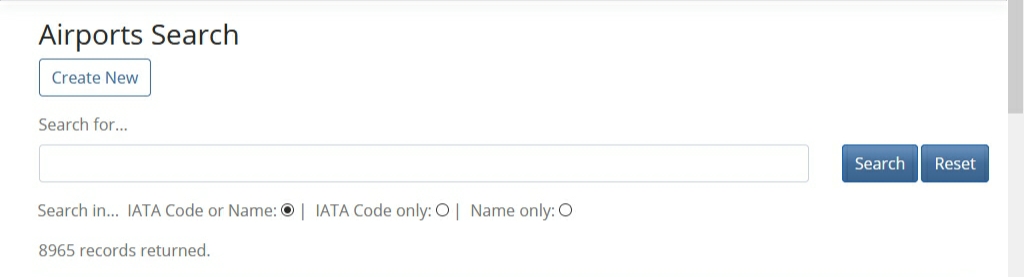 Airports Search
Create New
Search for...
Search Reset
Search in... IATA Code or Name: | IATA Code only: | Name only:
8965 records returned.